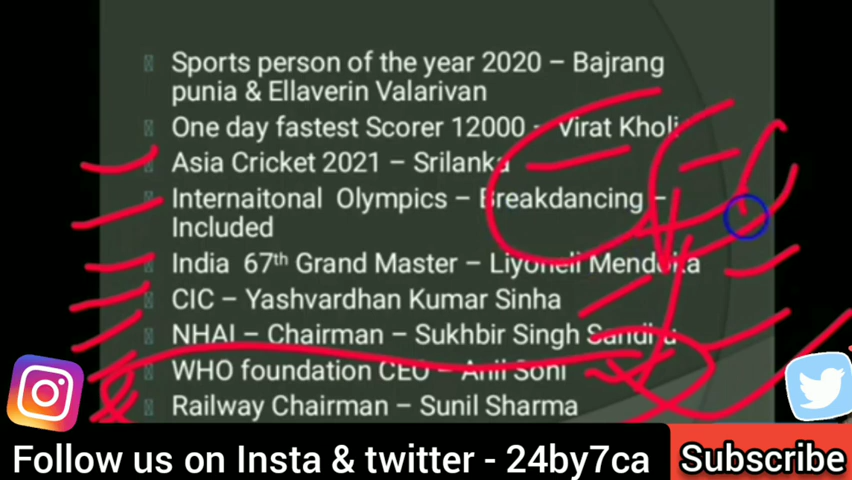 Sports person of the year 2020 – Bajrang
punia & Ellaverin Valarivan
One day fastest Scorer 12000 – Virat Kholi
Asia Cricket 2021 – Srilanka
Internaitonal Olympics – Breakdancing –
Included
India 67th Grand Master – Liyoneli Mendoka
CIC – Yashvardhan Kumar Sinha
NHAI – Chairman – Sukhbir Singh Sandhu
WHO foundation CEO – Anil Soni
Railway Chairman – Sunil Sharma
Follow us on Insta & twitter - 24by7ca
Subscribe